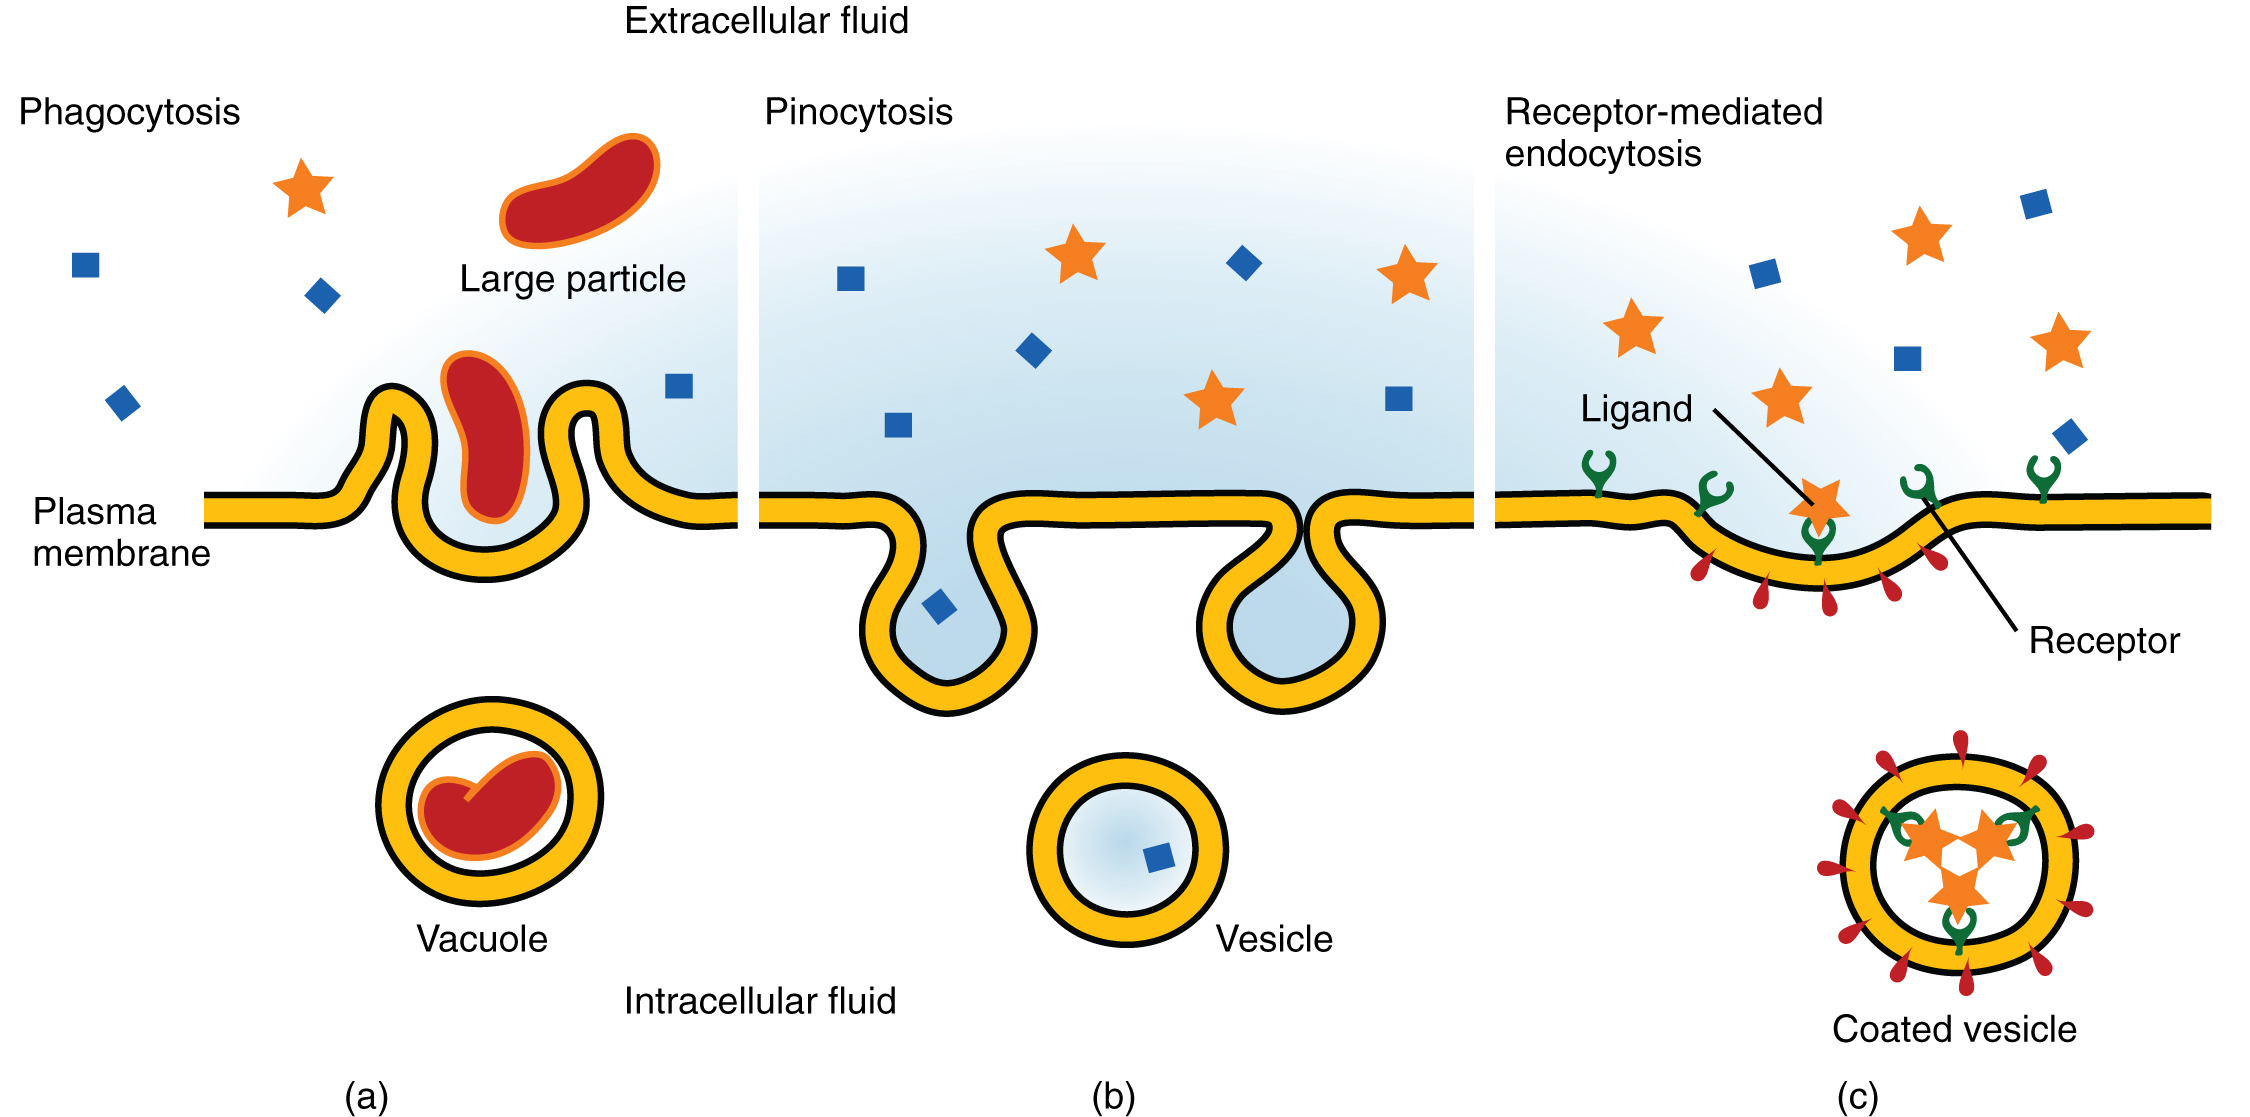 Extracellular fluid
Phagocytosis
Pinocytosis
Receptor-mediated
endocytosis
Large particle
Ligand
Plasma
membrane
Receptor
Vacuole
Vesicle
Intracellular fluid
Coated vesicle
(a)
(b)
(c)